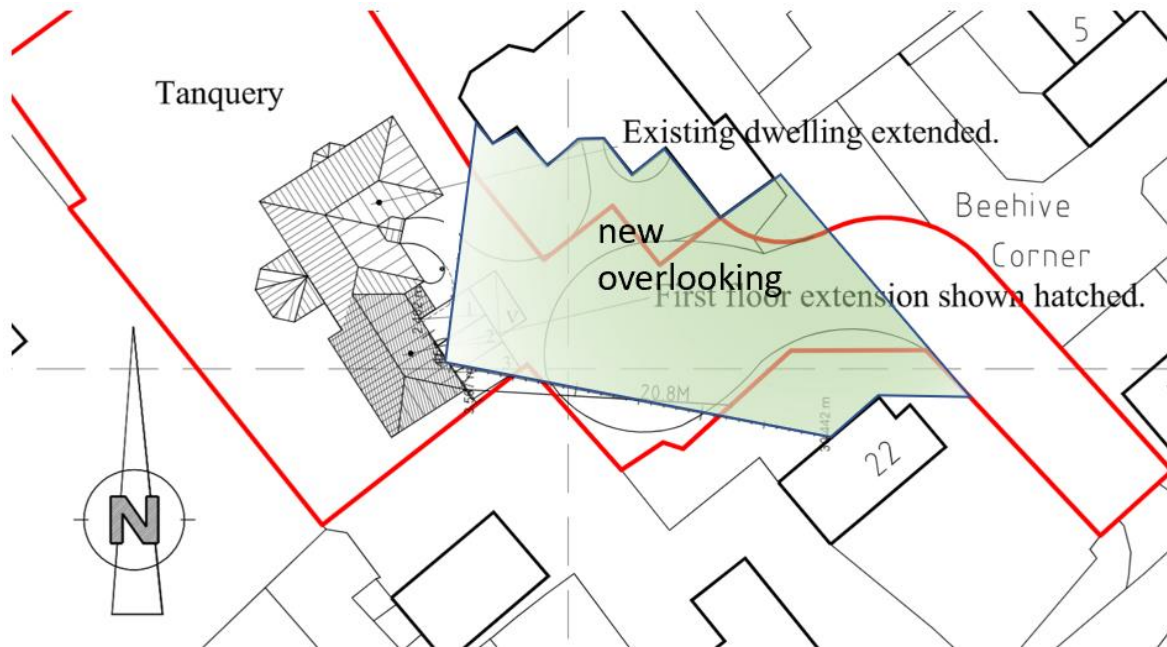 5
Tanquery
Existing dwelling extended.
Beehive
Corner
new
overlooking
First floor extension shown hatched.
20.8M
22
N